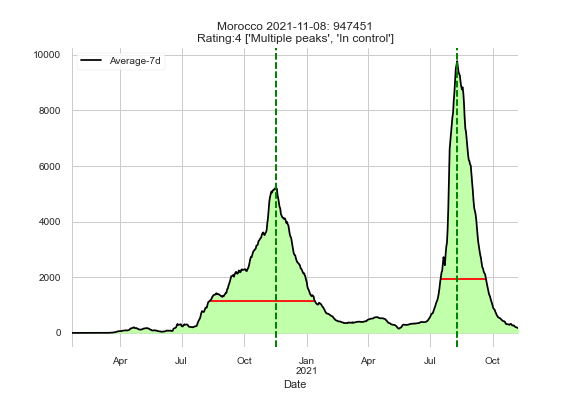 Morocco 2021-11-08: 947451
Rating:4 ['Multiple peaks', 'In control']
Average-7d
10000
8000
6000
4000
2000
0
Apr Jul Oct Jan Apr Jul Oct
2021
Date